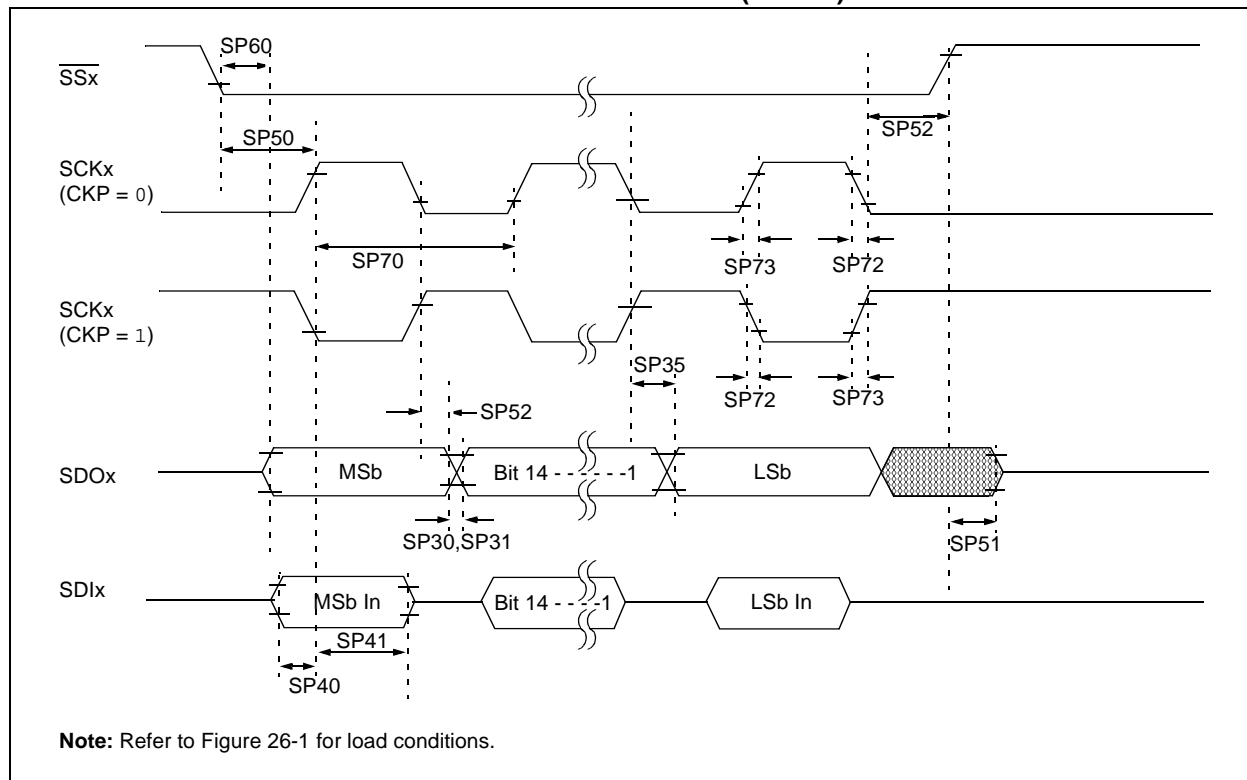 SP60
SSx
SP50
SP52
SCKx
(CKP = 0)
SP70
SP73
SP72
SCKx
(CKP = 1)
SP35
SP72
SP73
SP52
SDOx
MSb
Bit 14 - - - - - -1
LSb
SP30,SP31
SP51
SDIx
MSb In
Bit 14 - - - -1
LSb In
SP41
SP40
Note: Refer to Figure 26-1 for load conditions.